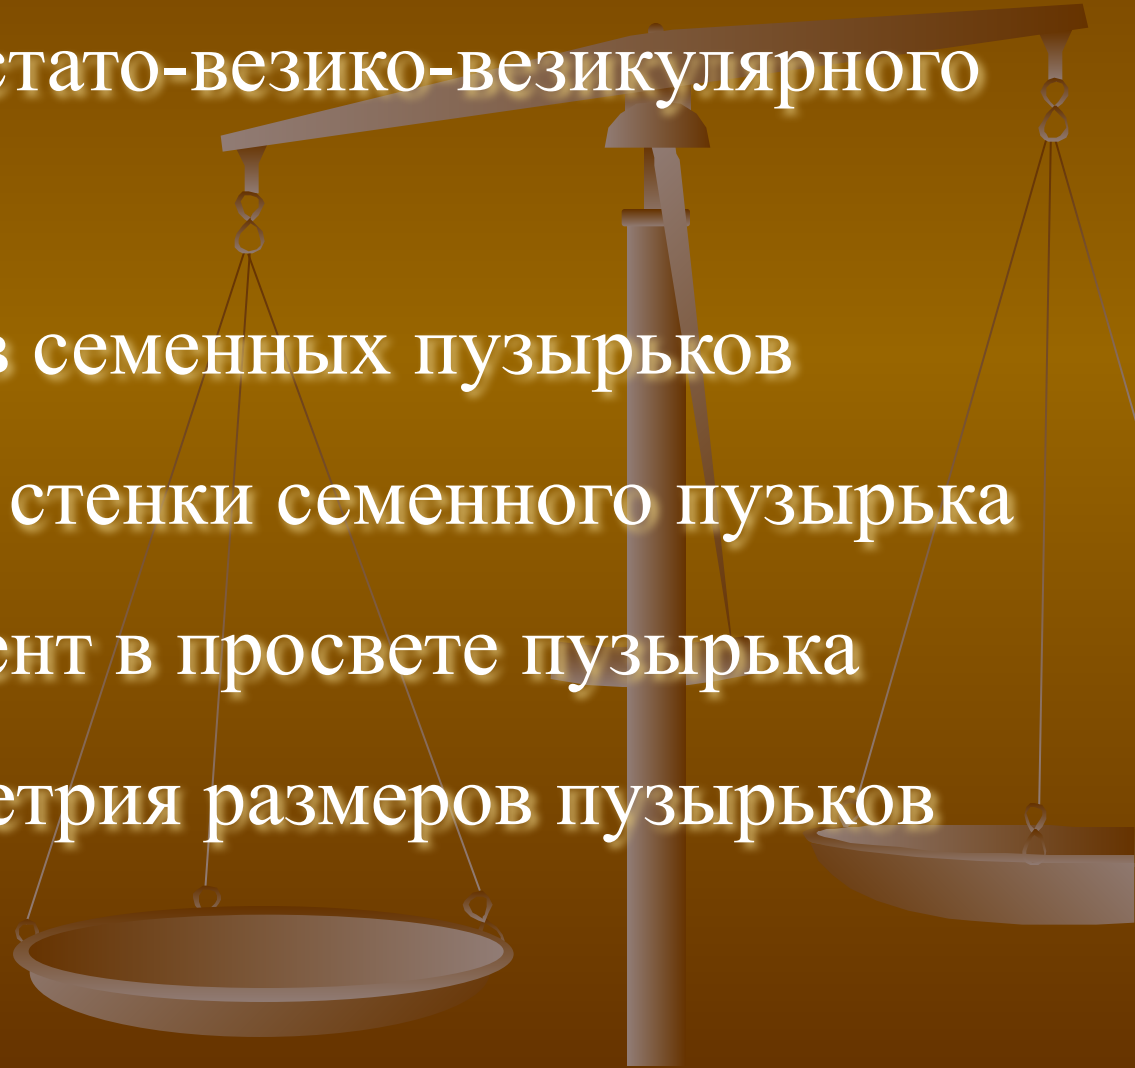 стато-везико-везикулярного
в семенных пузырьков
стенки семенного пузырька
ент в просвете пузырька
етрия размеров пузырьков